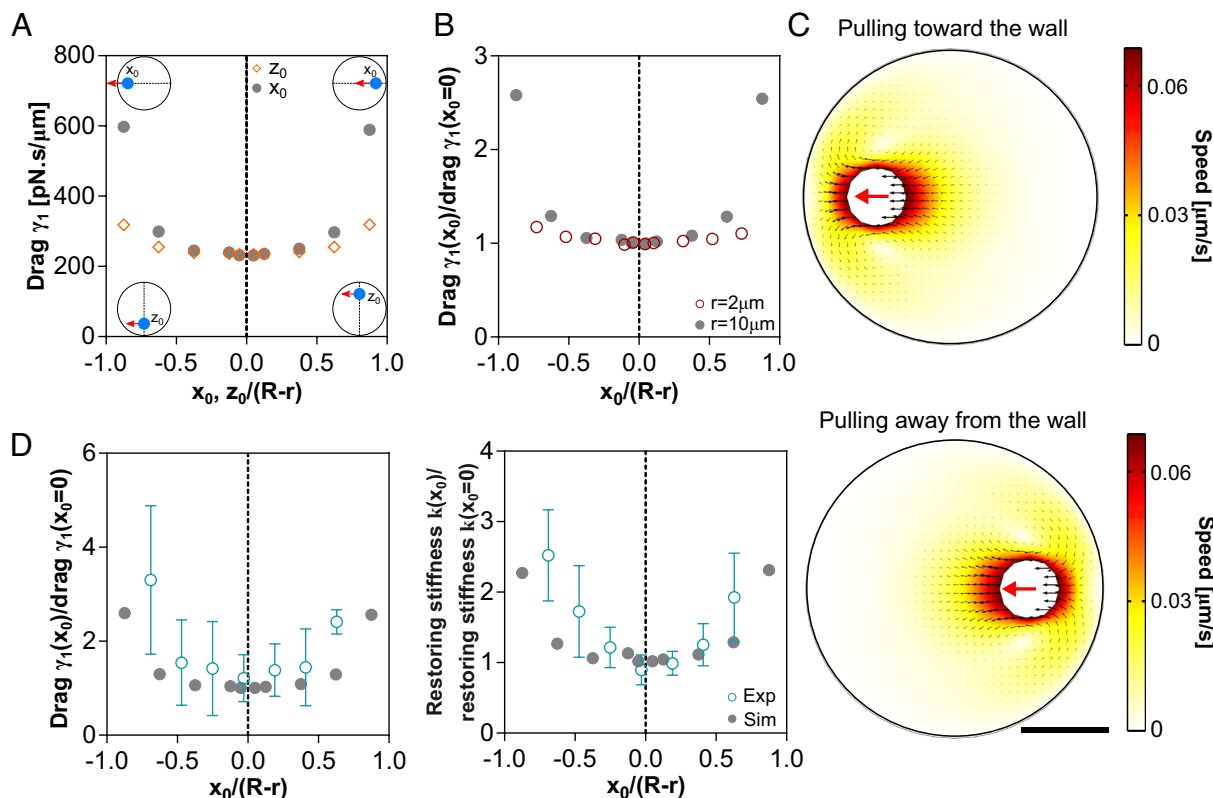 A
Drag γ₁ [pN.s/μm]
800
600
400
200
0
x₀
x₀
z₀
x₀
z₀
z₀
-1.0 -0.5 0.0 0.5 1.0
x₀, z₀/(R-r)
B
Drag γ₁(x₀)/drag γ₁(x₀=0)
3
2
1
0
r=2μm
r=10μm
-1.0 -0.5 0.0 0.5 1.0
x₀/(R-r)
C
Pulling toward the wall
0.06
0.03
0
Speed [μm/s]
Pulling away from the wall
0.06
0.03
0
Speed [μm/s]
D
Drag γ₁(x₀)/drag γ₁(x₀=0)
6
4
2
0
-1.0 -0.5 0.0 0.5 1.0
x₀/(R-r)
Restoring stiffness k(x₀)/
restoring stiffness k(x₀=0)
4
3
2
1
0
Exp
Sim
-1.0 -0.5 0.0 0.5 1.0
x₀/(R-r)